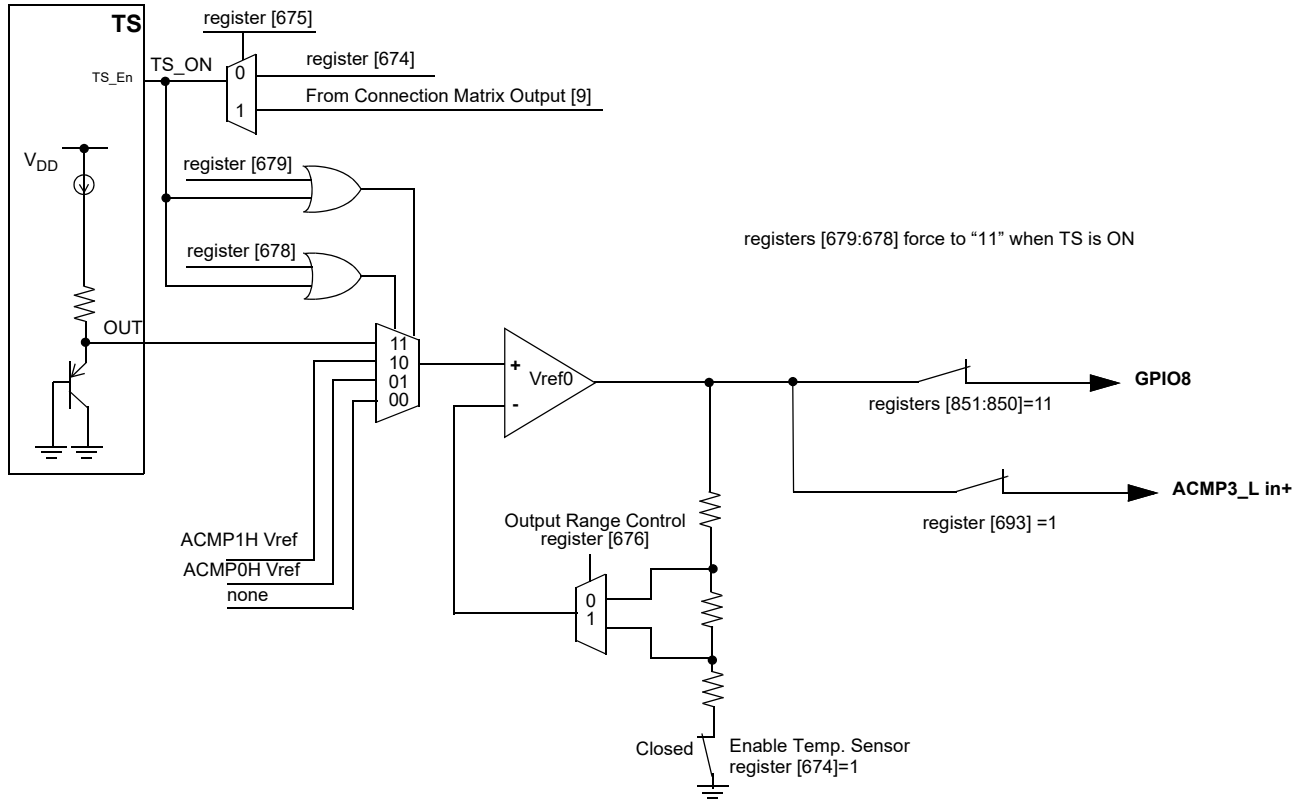 TS
register [675]
TS_En
TS_ON
0
1
register [674]
From Connection Matrix Output [9]
VDD
register [679]
register [678]
registers [679:678] force to “11” when TS is ON
OUT
11
10
01
00
+
-
Vref0
GPIO8
registers [851:850]=11
ACMP3_L in+
register [693] =1
ACMP1H Vref
ACMP0H Vref
none
Output Range Control
register [676]
0
1
Closed
Enable Temp. Sensor
register [674]=1